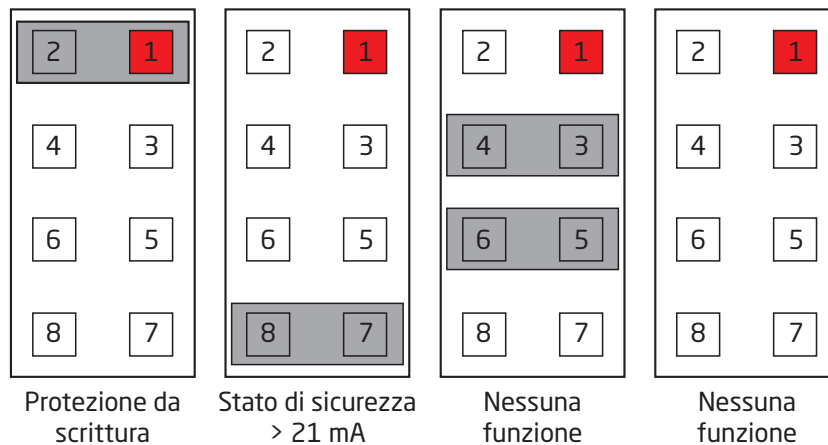 2 1 2 1 2 1 2 1
4 3 4 3 4 3 4 3
6 5 6 5 6 5 6 5
8 7 8 7 8 7 8 7
Protezione da Stato di sicurezza Nessuna Nessuna
scrittura > 21 mA funzione funzione